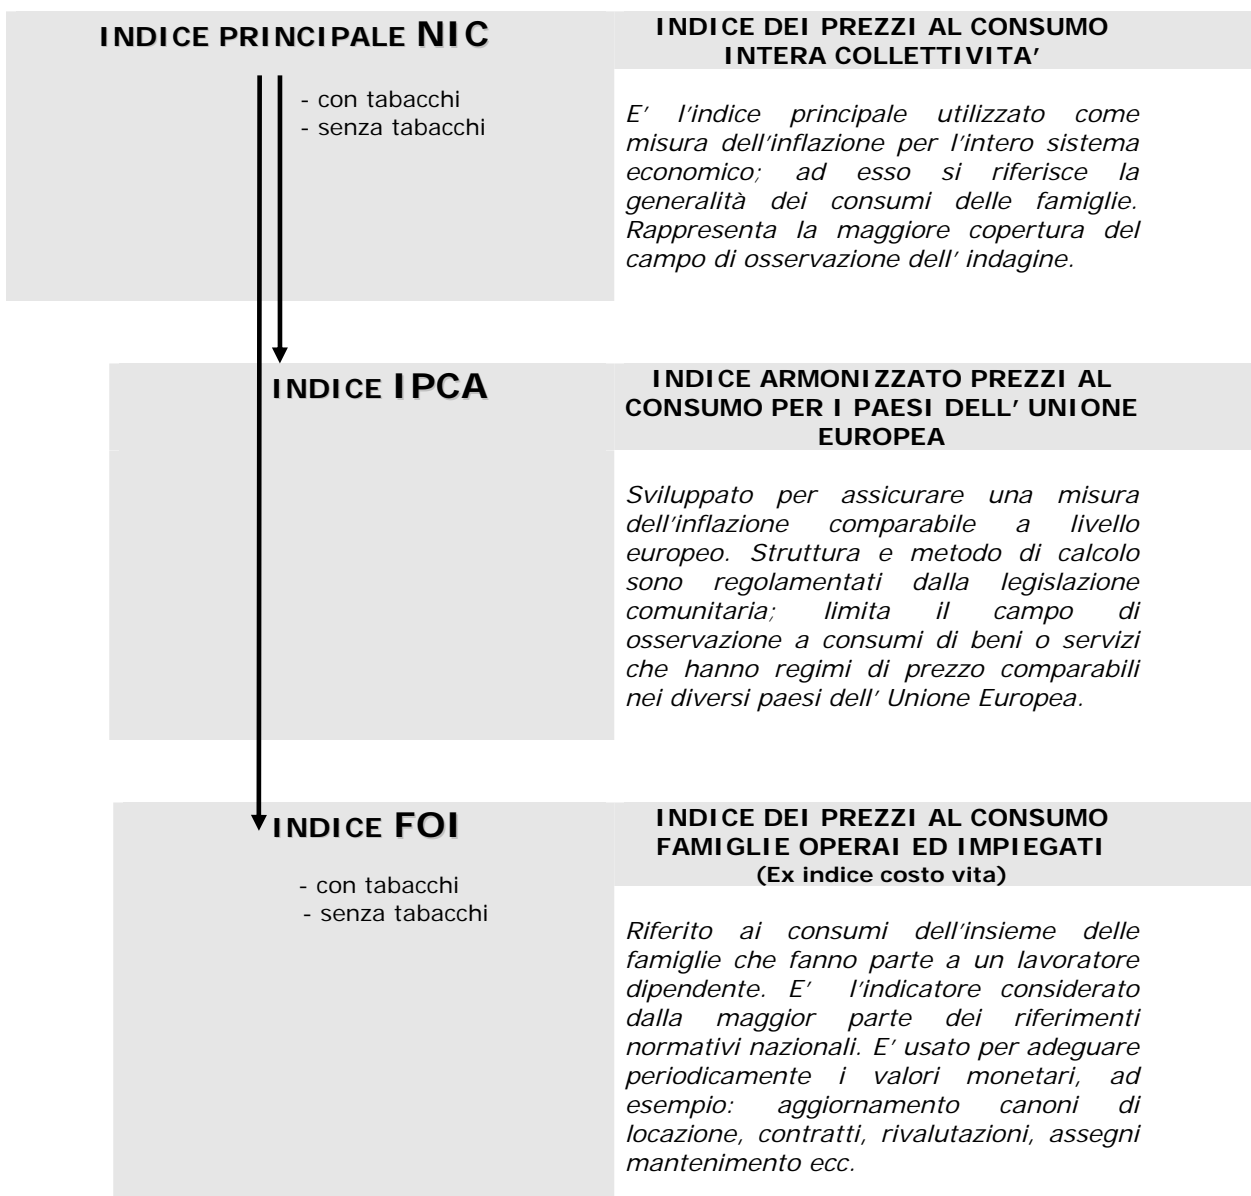 INDICE PRINCIPALE NIC
- con tabacchi
- senza tabacchi
INDICE DEI PREZZI AL CONSUMO
INTERA COLLETTIVITA’
E’ l’indice principale utilizzato come
misura dell’inflazione per l’intero sistema
economico; ad esso si riferisce la
generalità dei consumi delle famiglie.
Rappresenta la maggiore copertura del
campo di osservazione dell’ indagine.
INDICE IPCA
INDICE ARMONIZZATO PREZZI AL
CONSUMO PER I PAESI DELL’ UNIONE
EUROPEA
Sviluppato per assicurare una misura
dell’inflazione comparabile a livello
europeo. Struttura e metodo di calcolo
sono regolamentati dalla legislazione
comunitaria; limita il campo di
osservazione a consumi di beni o servizi
che hanno regimi di prezzo comparabili
nei diversi paesi dell’ Unione Europea.
INDICE FOI
- con tabacchi
- senza tabacchi
INDICE DEI PREZZI AL CONSUMO
FAMIGLIE OPERAI ED IMPIEGATI
(Ex indice costo vita)
Riferito ai consumi dell’insieme delle
famiglie che fanno parte a un lavoratore
dipendente. E’ l’indicatore considerato
dalla maggior parte dei riferimenti
normativi nazionali. E’ usato per adeguare
periodicamente i valori monetari, ad
esempio: aggiornamento canoni di
locazione, contratti, rivalutazioni, assegni
mantenimento ecc.